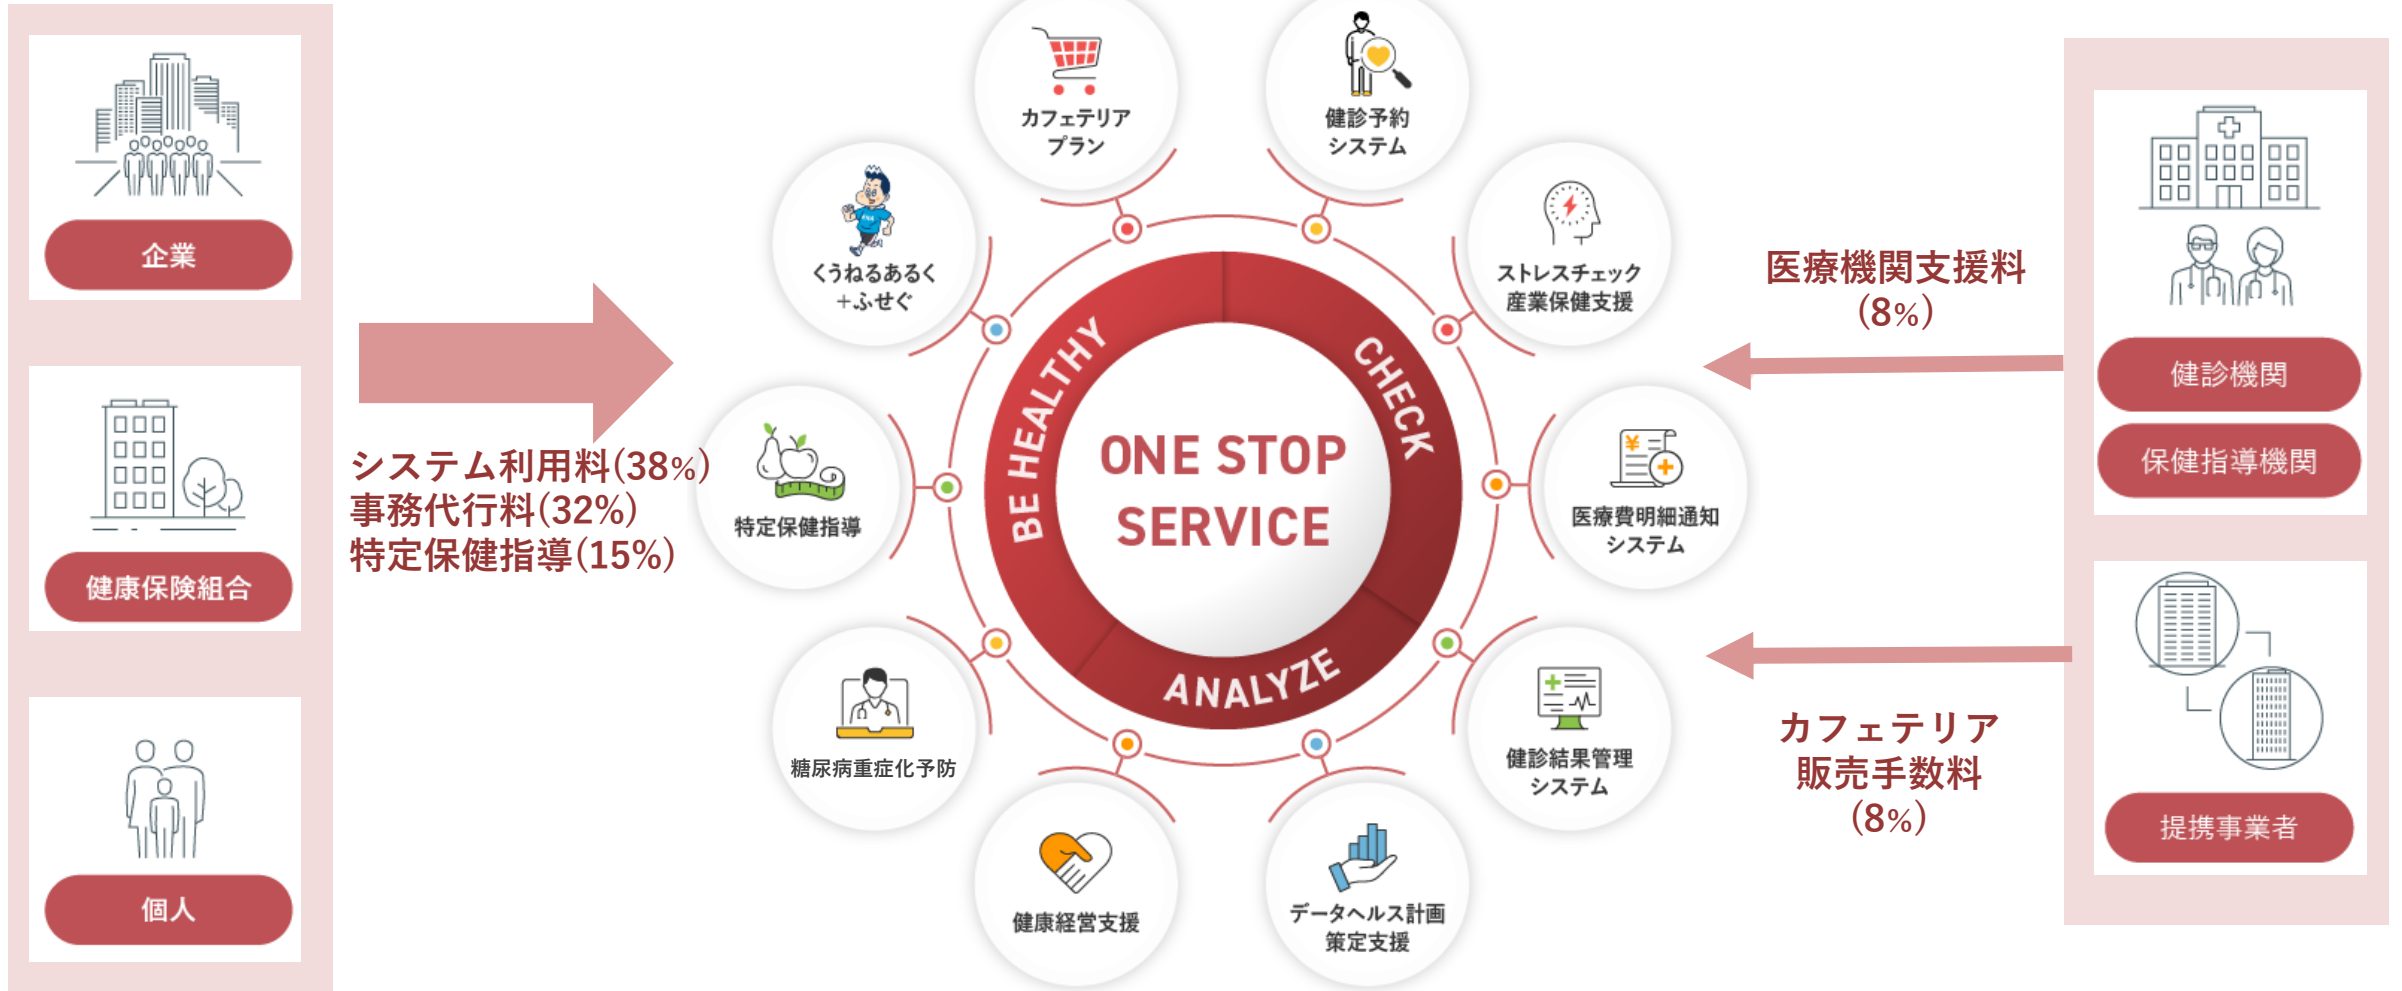 企業
健康保険組合
個人
システム利用料(38%)
事務代行料(32%)
特定保健指導(15%)
カフェテリア
プラン
健診予約
システム
くうねるあるく
+ふせぐ
ストレスチェック
産業保健支援
特定保健指導
医療費明細通知
システム
糖尿病重症化予防
健診結果管理
システム
健康経営支援
データヘルス計画
策定支援
BE HEALTHY
CHECK
ANALYZE
ONE STOP
SERVICE
医療機関支援料
(8%)
カフェテリア
販売手数料
(8%)
健診機関
保健指導機関
提携事業者